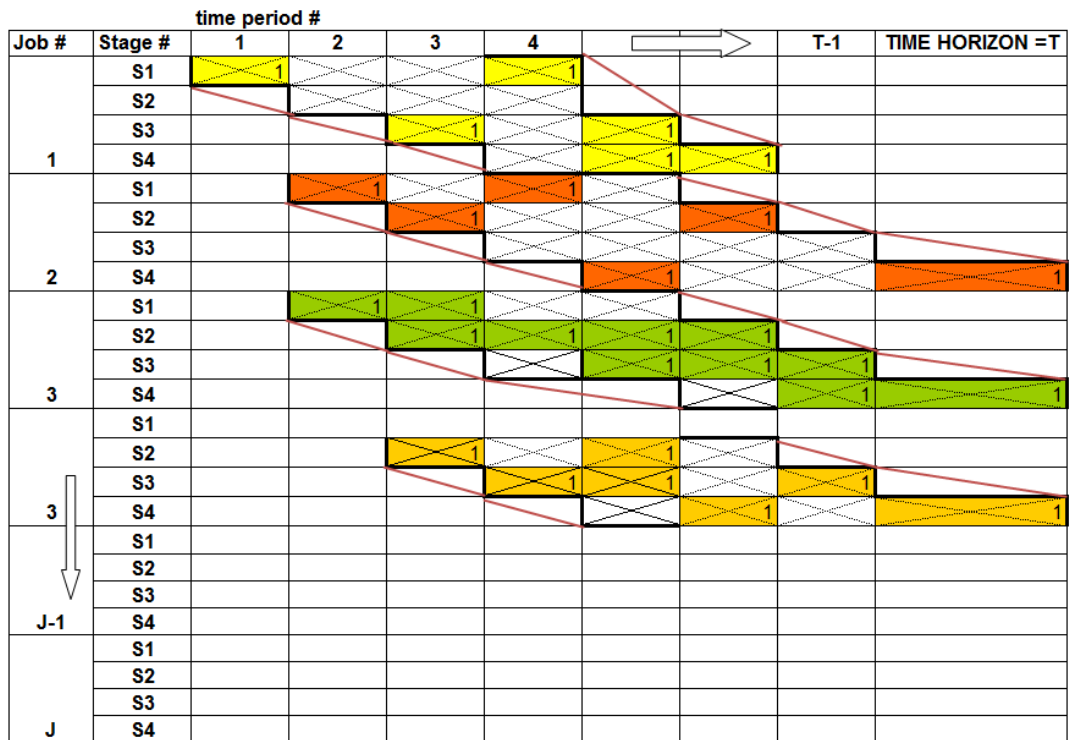 time period #
Job # Stage # 1 2 3 4 T-1 TIME HORIZON =T
S1 1 1
S2
S3 1 1
1 S4 1 1
S1 1 1
S2 1 1
S3
2 S4 1 1
S1 1 1
S2 1 1 1 1
S3 1 1 1
3 S4 1 1
S1
S2 1 1
S3 1 1 1
3 S4 1 1
S1
S2
S3
J-1 S4
S1
S2
S3
J S4